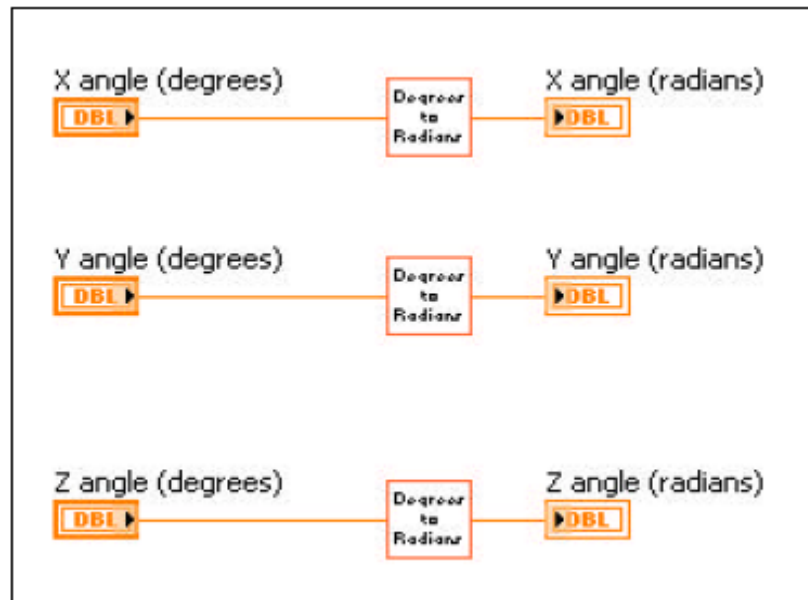 X angle (degrees)
X angle (radians)
DBL
Degrees
to
Radians
DBL
Y angle (degrees)
Y angle (radians)
DBL
Degrees
to
Radians
DBL
Z angle (degrees)
Z angle (radians)
DBL
Degrees
to
Radians
DBL